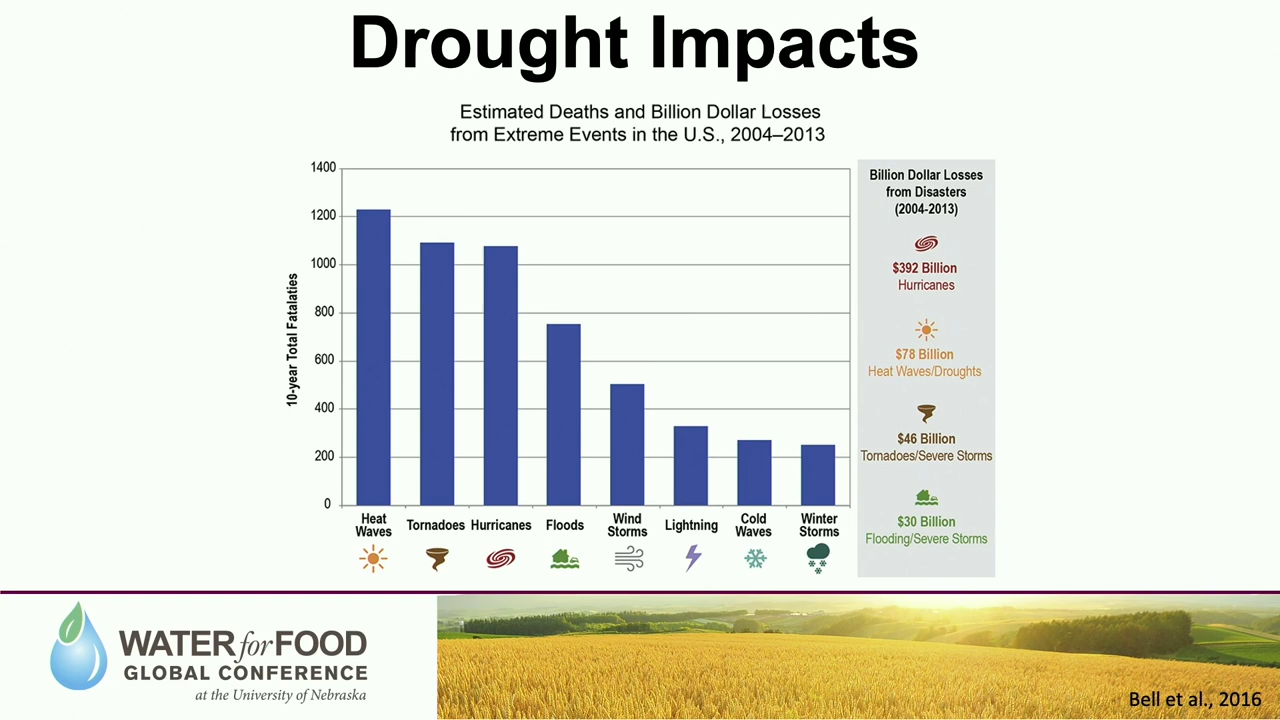 Drought Impacts
Estimated Deaths and Billion Dollar Losses
from Extreme Events in the U.S., 2004–2013
10-year Total Fatalaties
1400
1200
1000
800
600
400
200
0
Heat
Waves
Tornadoes
Hurricanes
Floods
Wind
Storms
Lightning
Cold
Waves
Winter
Storms
Billion Dollar Losses
from Disasters
(2004-2013)
$392 Billion
Hurricanes
$78 Billion
Heat Waves/Droughts
$46 Billion
Tornadoes/Severe Storms
$30 Billion
Flooding/Severe Storms
WATER for FOOD
GLOBAL CONFERENCE
at the University of Nebraska
Bell et al., 2016